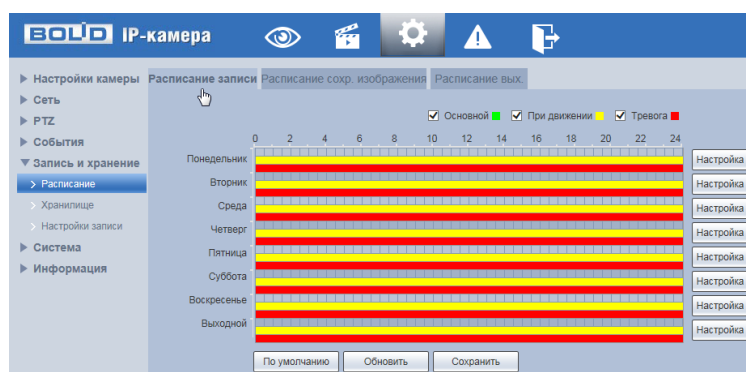 BOLID IP-камера
Настройки камеры
Сеть
PTZ
События
Запись и хранение
Расписание
Хранилище
Настройки записи
Система
Информация
Расписание записи Расписание сохр. изображения Расписание вых.
Основной При движении Тревога
0 2 4 6 8 10 12 14 16 18 20 22 24
Понедельник Настройка
Вторник Настройка
Среда Настройка
Четверг Настройка
Пятница Настройка
Суббота Настройка
Воскресенье Настройка
Выходной Настройка
По умолчанию Обновить Сохранить